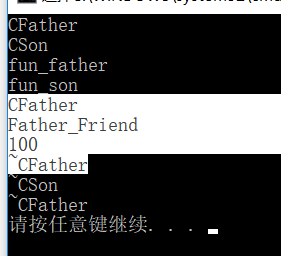 CFather
CSon
fun_father
fun_son
CFather
Father_Friend
100
~CFather
~CSon
~CFather
请按任意键继续. . .